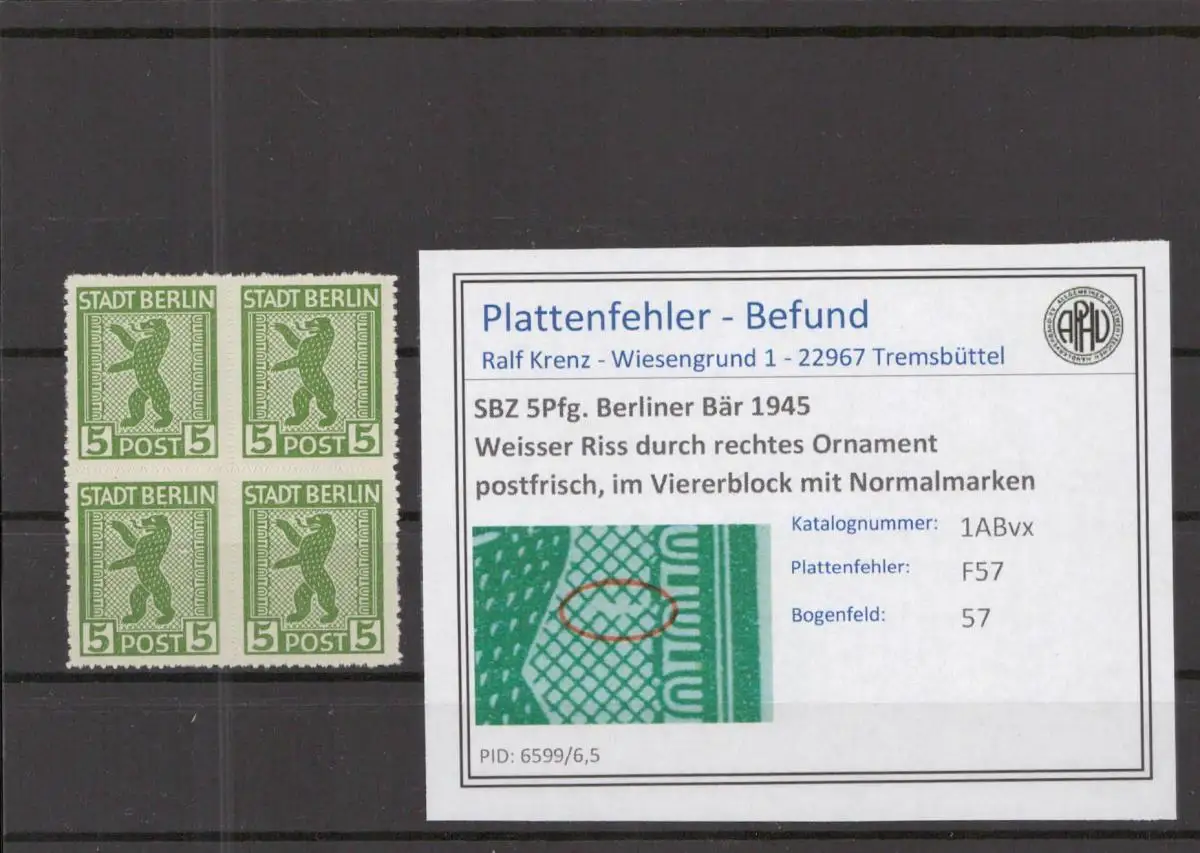 STADT BERLIN STADT BERLIN
5 POST 5 5 POST 5
STADT BERLIN STADT BERLIN
5 POST 5 5 POST 5
Plattenfehler - Befund
Ralf Krenz - Wiesengrund 1 - 22967 Tremsbüttel
APHV
SBZ 5Pfg. Berliner Bär 1945
Weisser Riss durch rechtes Ornament
postfrisch, im Viererblock mit Normalmarken
Katalognummer: 1ABvx
Plattenfehler: F57
Bogenfeld: 57
PID: 6599/6,5